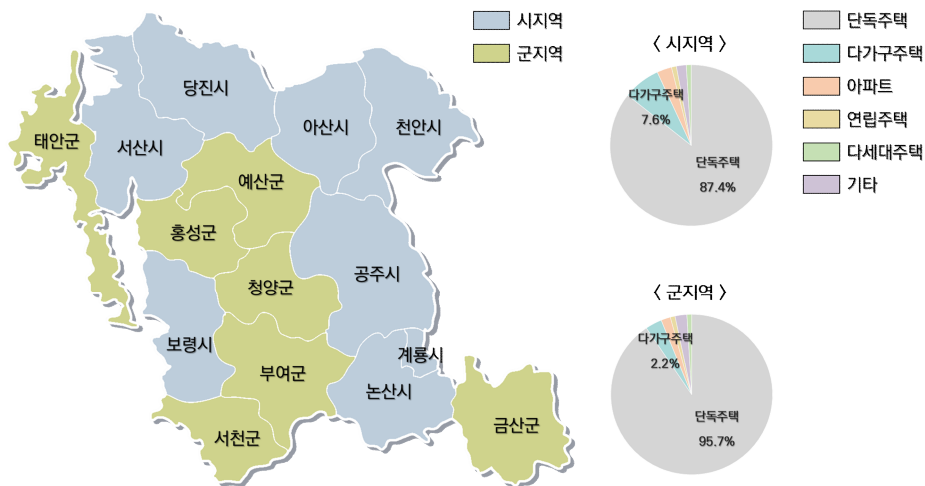 시지역
군지역
당진시
아산시
천안시
태안군
서산시
예산군
홍성군
청양군
공주시
보령시
부여군
계룡시
논산시
서천군
금산군
< 시지역 >
다가구주택
7.6%
단독주택
87.4%
< 군지역 >
다가구주택
2.2%
단독주택
95.7%
단독주택
다가구주택
아파트
연립주택
다세대주택
기타